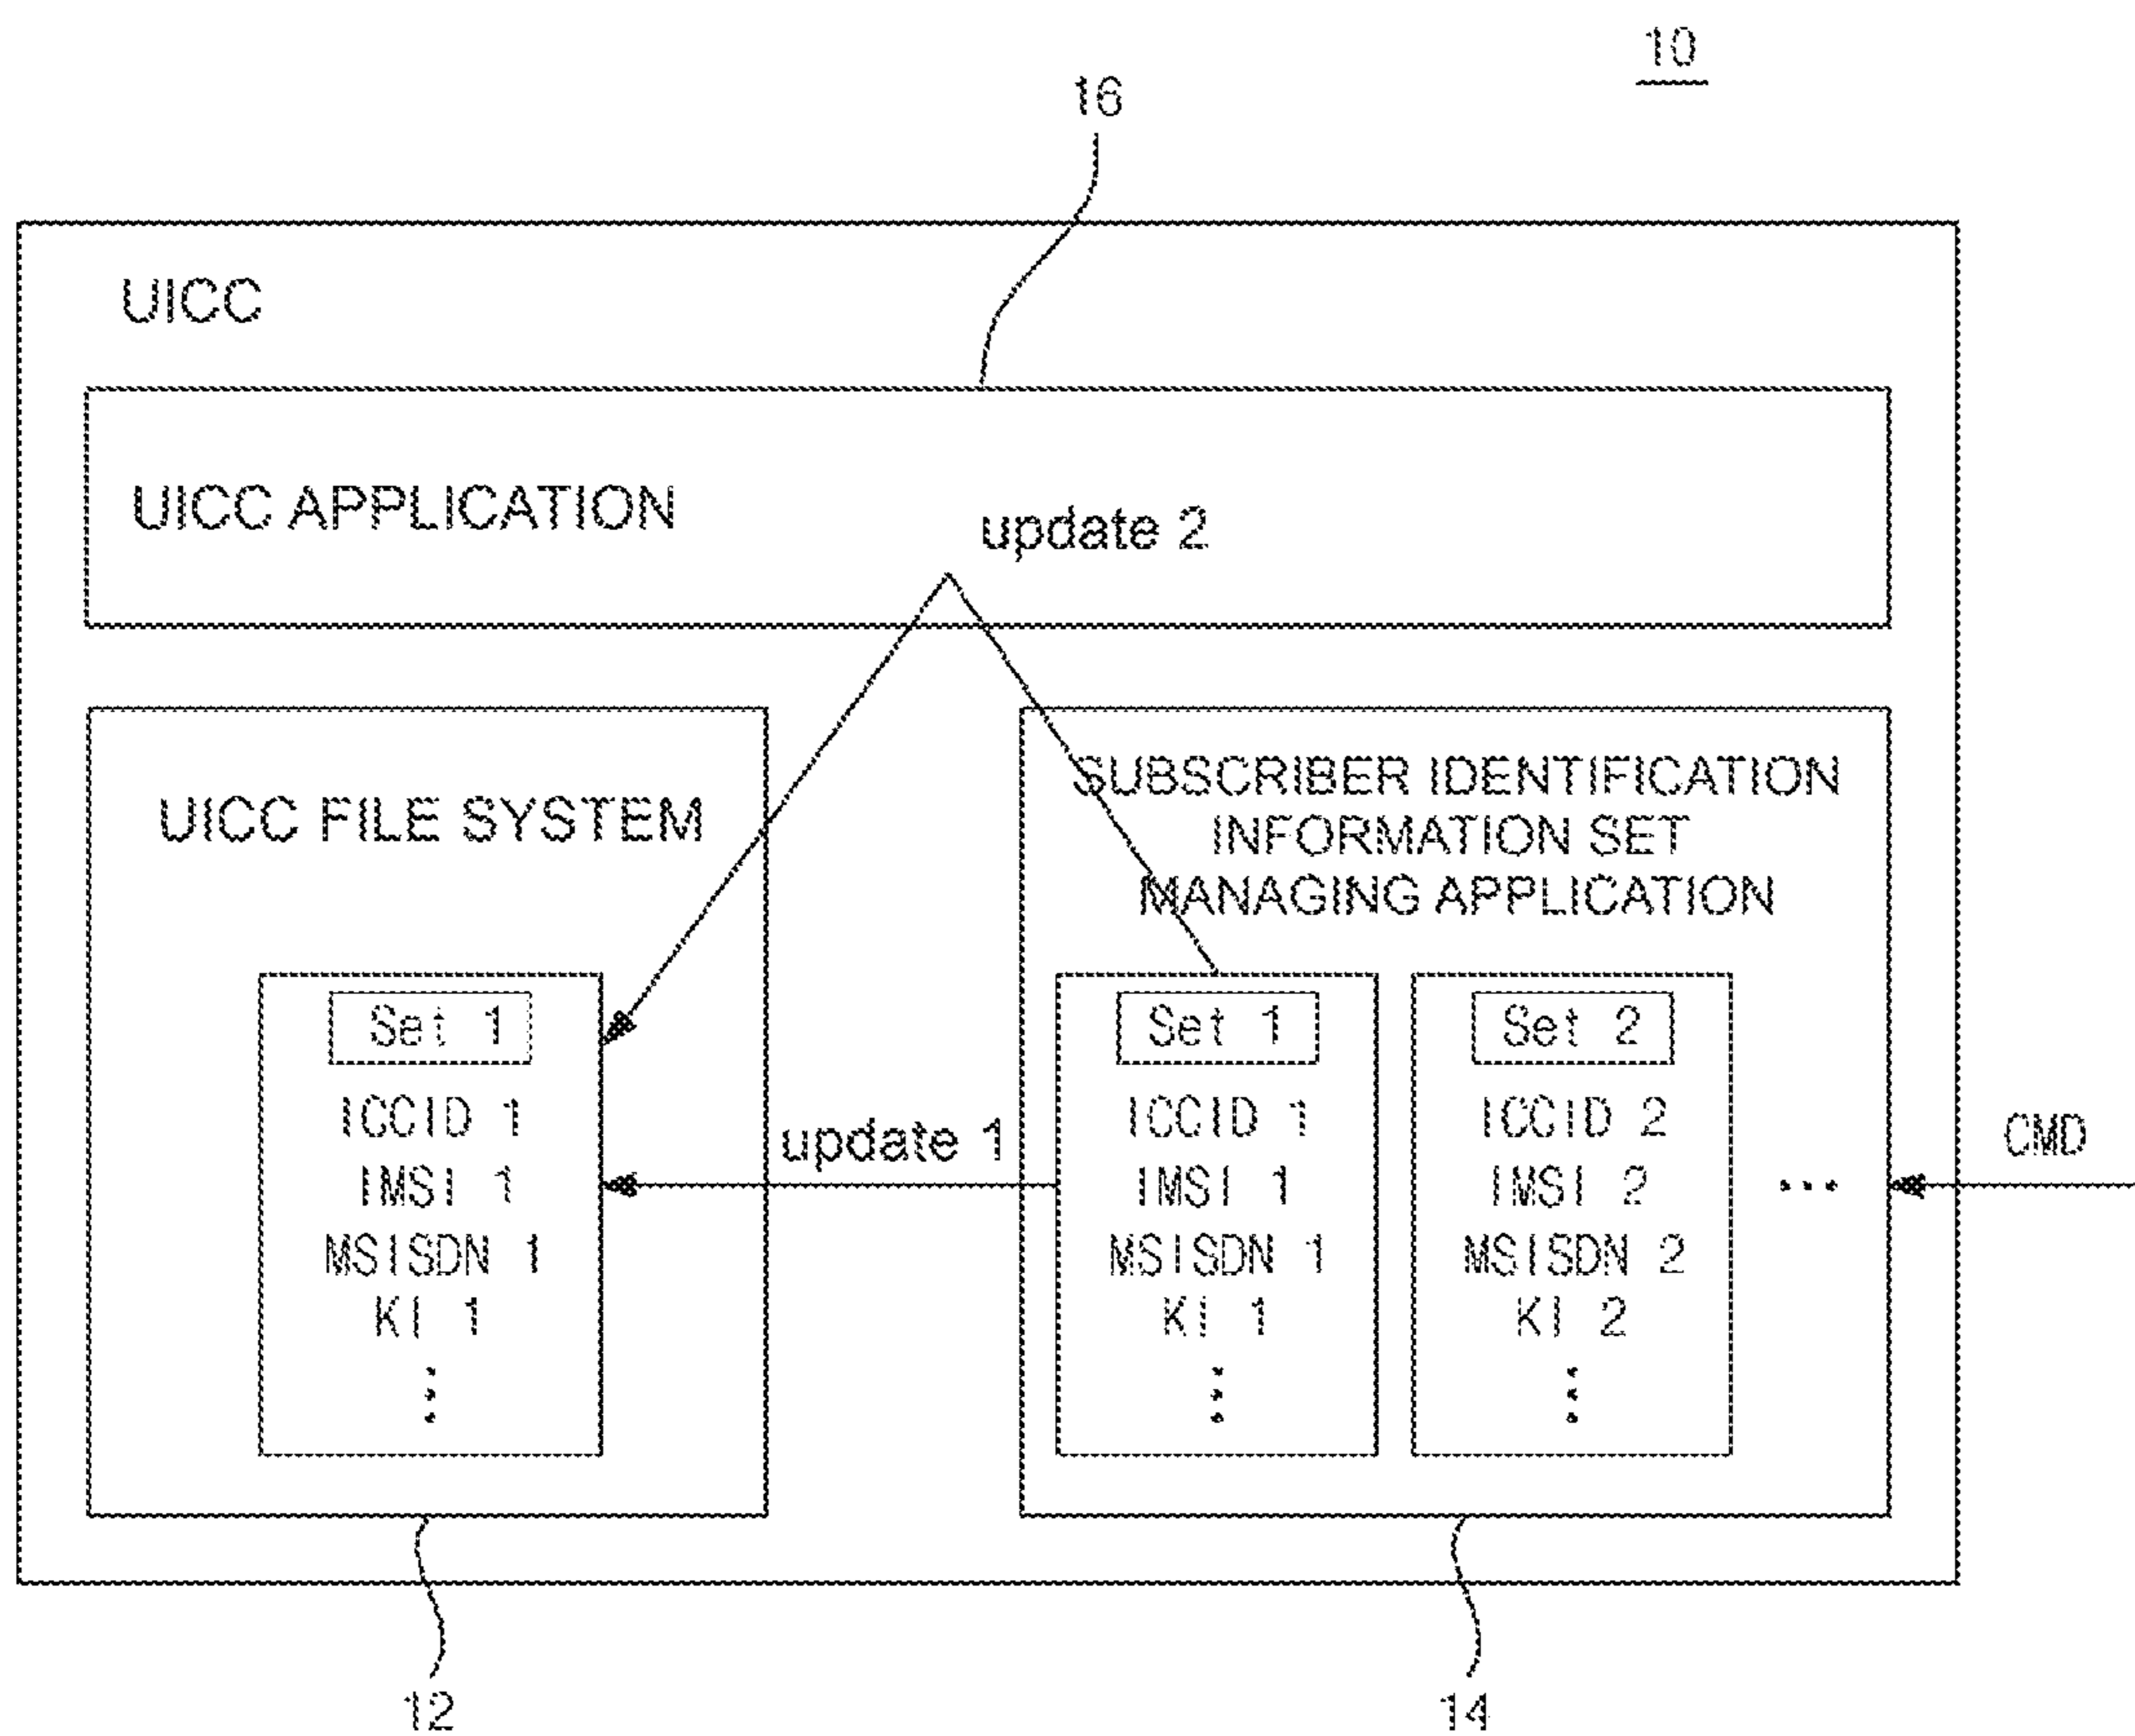 10
16
UICC
UICC APPLICATION
update 2
UICC FILE SYSTEM
SUBSCRIBER IDENTIFICATION
INFORMATION SET
MANAGING APPLICATION
Set 1
ICCID 1
IMSI 1
MSISDN 1
KI 1
update 1
Set 1
ICCID 1
IMSI 1
MSISDN 1
KI 1
Set 2
ICCID 2
IMSI 2
MSISDN 2
KI 2
...
CMD
12
14